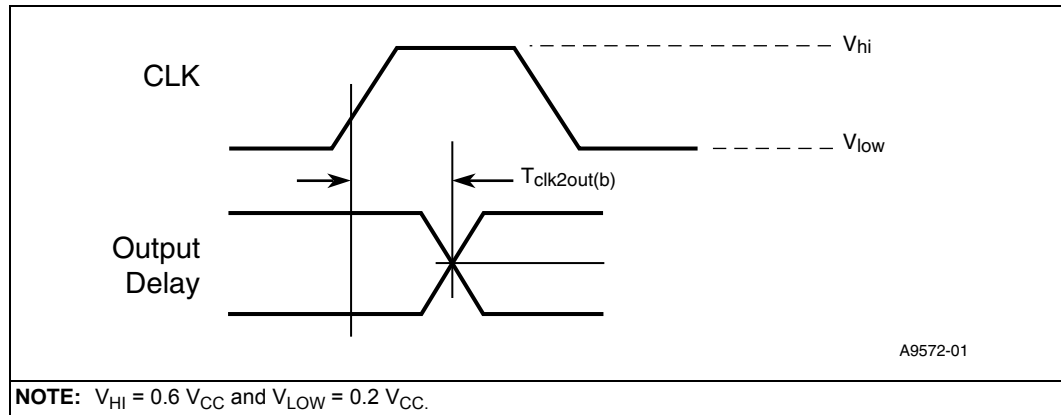 CLK
Vhi
Vlow
Tclk2out(b)
Output
Delay
A9572-01
NOTE: VHI = 0.6 VCC and VLOW = 0.2 VCC.